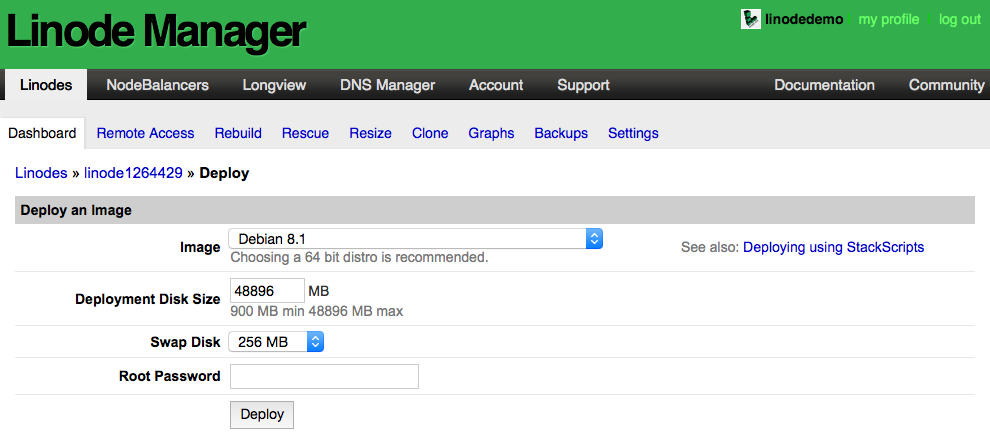 Linode Manager
linodedemo | my profile | log out
Linodes NodeBalancers Longview DNS Manager Account Support Documentation Community
Dashboard Remote Access Rebuild Rescue Resize Clone Graphs Backups Settings
Linodes » linode1264429 » Deploy
Deploy an Image
Image Debian 8.1 See also: Deploying using StackScripts
Choosing a 64 bit distro is recommended.
Deployment Disk Size 48896 MB
900 MB min 48896 MB max
Swap Disk 256 MB
Root Password
Deploy